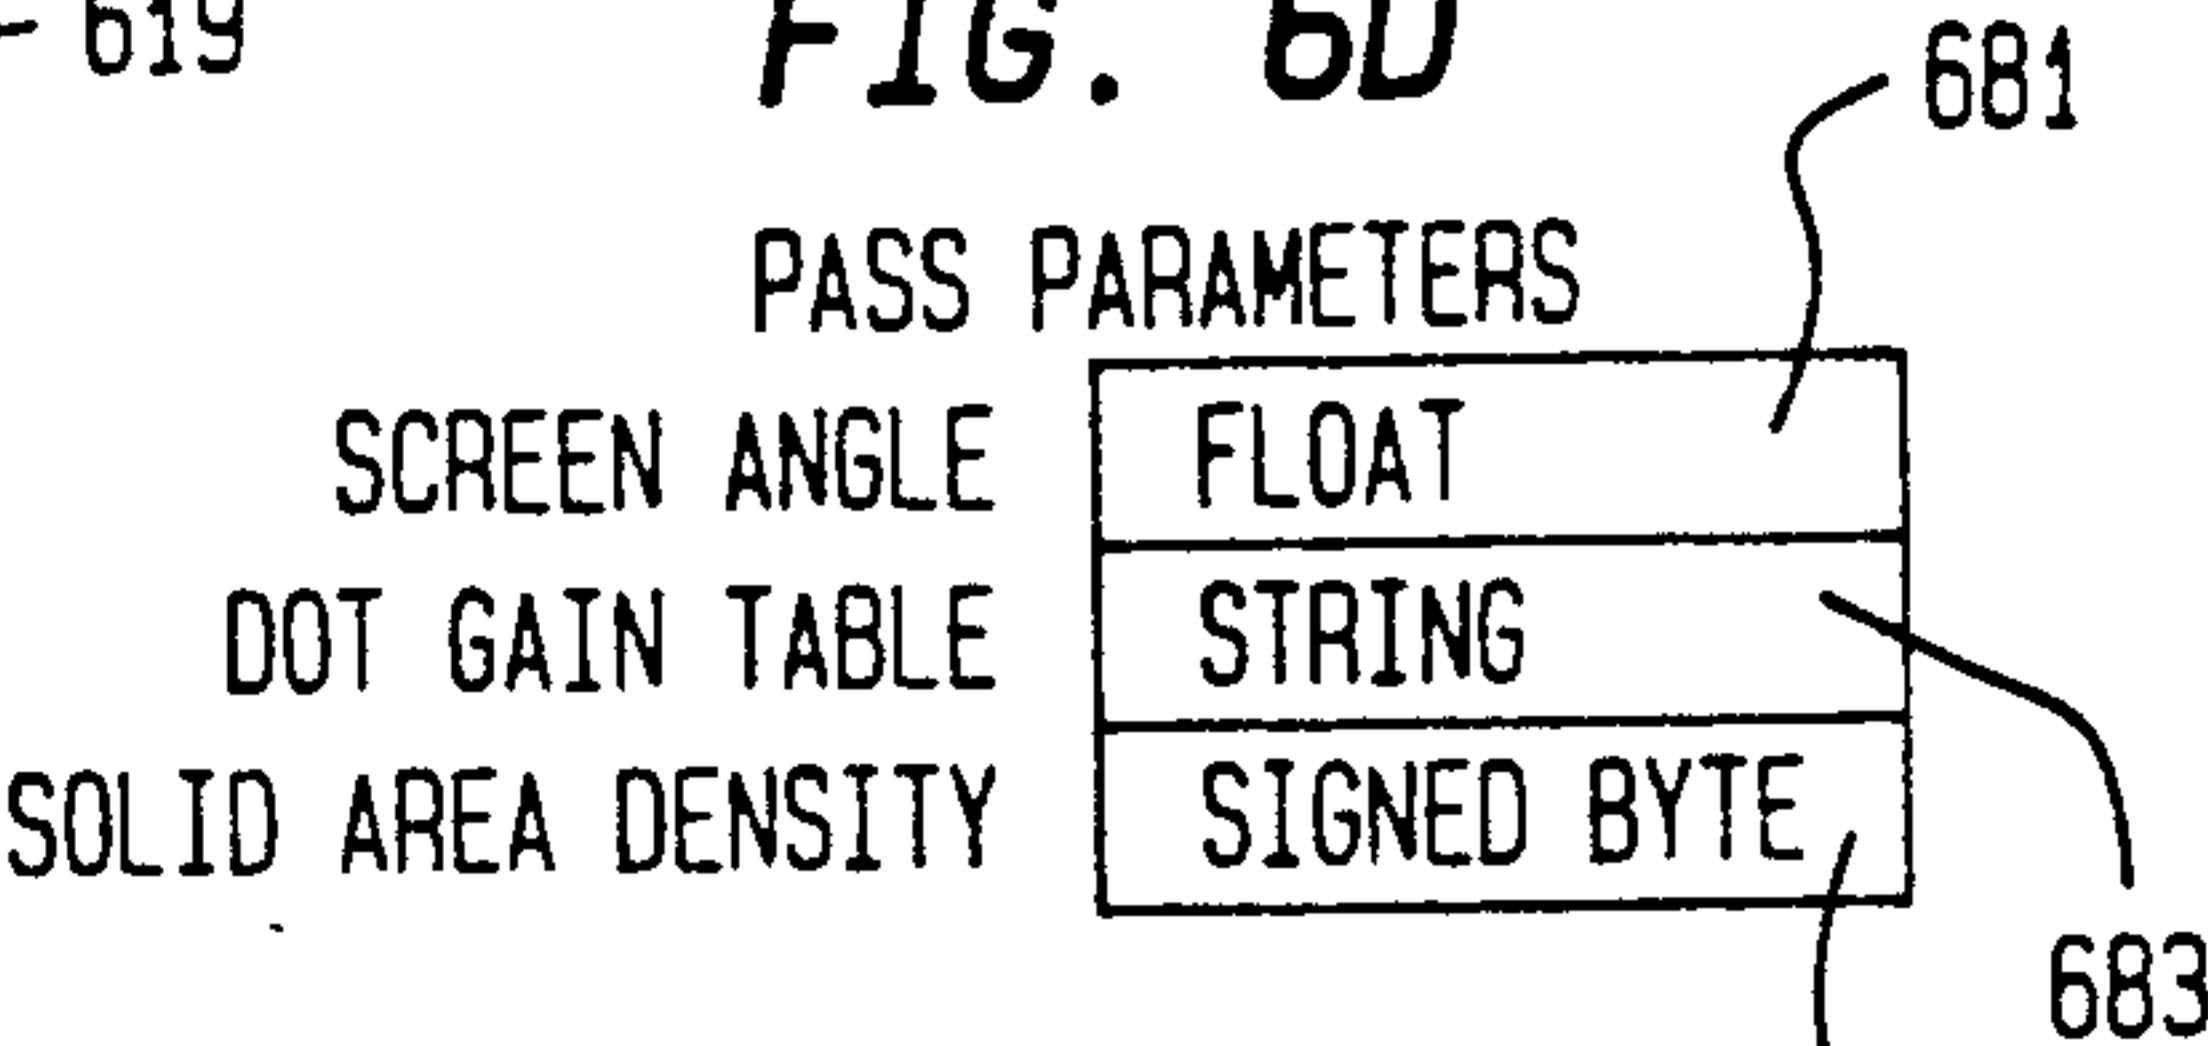 619
FIG. 6D
681
PASS PARAMETERS
SCREEN ANGLE FLOAT
DOT GAIN TABLE STRING
SOLID AREA DENSITY SIGNED BYTE
683